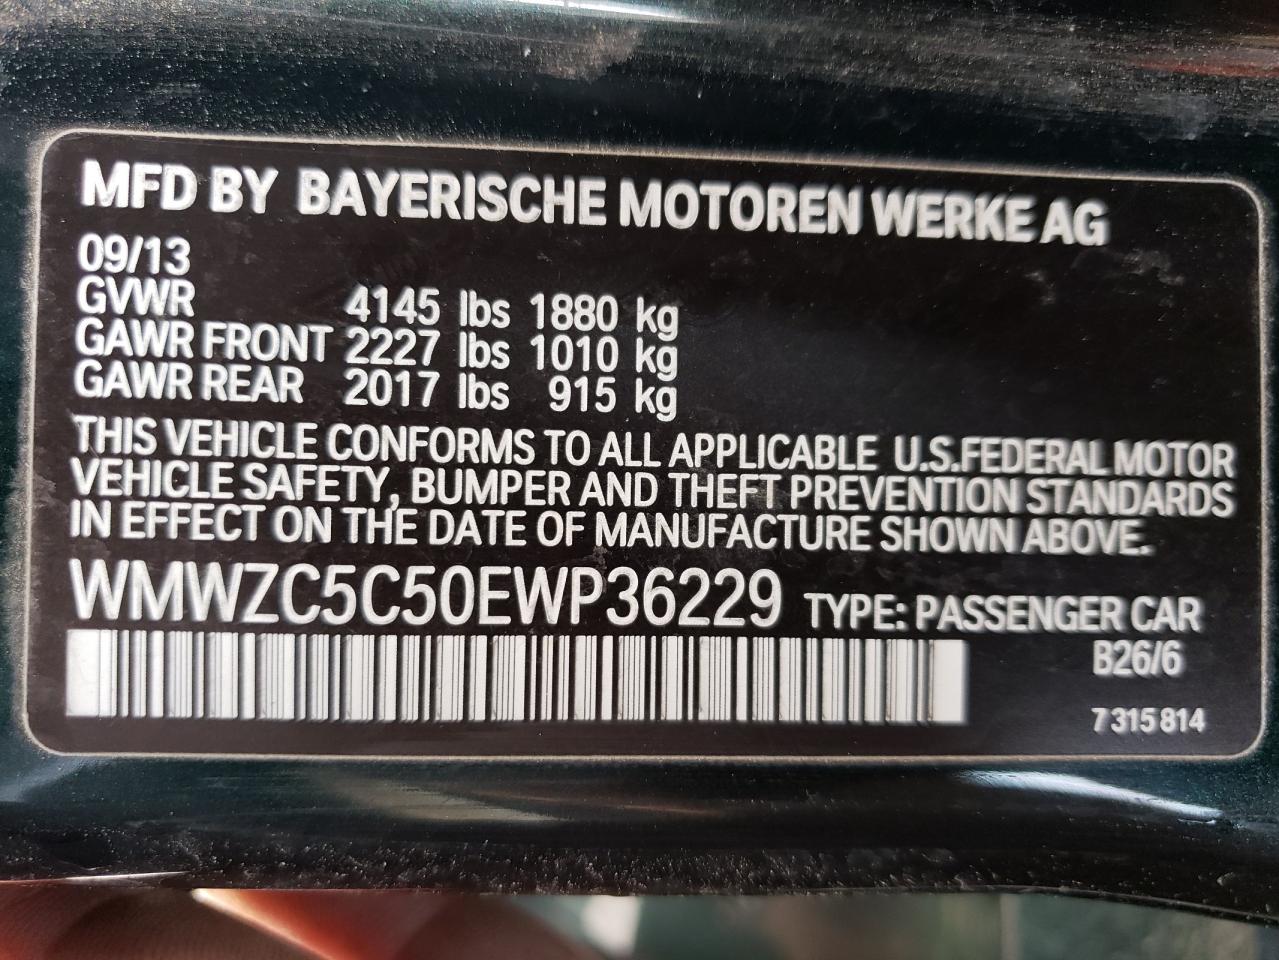 MFD BY BAYERISCHE MOTOREN WERKE AG
09/13
GVWR 4145 lbs 1880 kg
GAWR FRONT 2227 lbs 1010 kg
GAWR REAR 2017 lbs 915 kg
THIS VEHICLE CONFORMS TO ALL APPLICABLE U.S.FEDERAL MOTOR
VEHICLE SAFETY, BUMPER AND THEFT PREVENTION STANDARDS
IN EFFECT ON THE DATE OF MANUFACTURE SHOWN ABOVE.
WMWZC5C50EWP36229 TYPE: PASSENGER CAR
B26/6
7 315 814